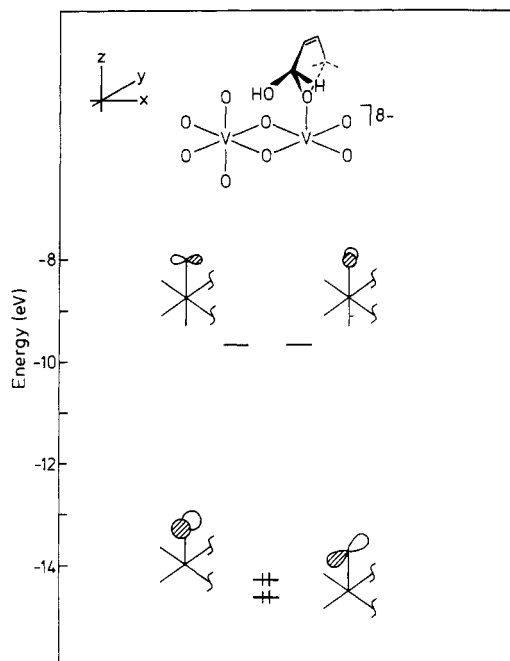 z
y
x
HO H
O
O O O O 8-
V V
O O O O
O
-8
-10
-12
-14
Energy (eV)